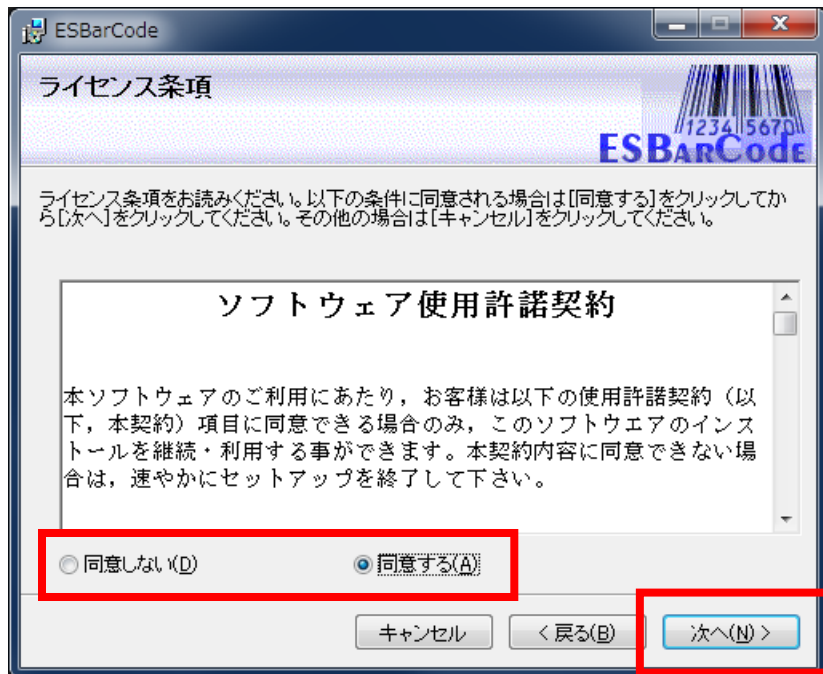 ESBarCode
ライセンス条項
1234 5670
ESBARCODE
ライセンス条項をお読みください。以下の条件に同意される場合は[同意する]をクリックしてか
ら[次へ]をクリックしてください。その他の場合は[キャンセル]をクリックしてください。
ソフトウェア使用許諾契約
本ソフトウェアのご利用にあたり，お客様は以下の使用許諾契約（以
下，本契約）項目に同意できる場合のみ，このソフトウエアのインス
トールを継続・利用する事ができます。本契約内容に同意できない場
合は，速やかにセットアップを終了して下さい。
同意しない(D) 同意する(A)
キャンセル < 戻る(B) 次へ(N) >